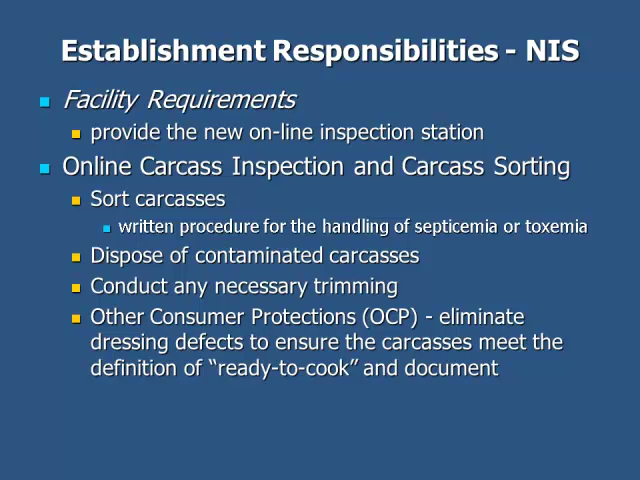 Establishment Responsibilities - NIS
Facility Requirements
provide the new on-line inspection station
Online Carcass Inspection and Carcass Sorting
Sort carcasses
written procedure for the handling of septicemia or toxemia
Dispose of contaminated carcasses
Conduct any necessary trimming
Other Consumer Protections (OCP) - eliminate
dressing defects to ensure the carcasses meet the
definition of “ready-to-cook” and document